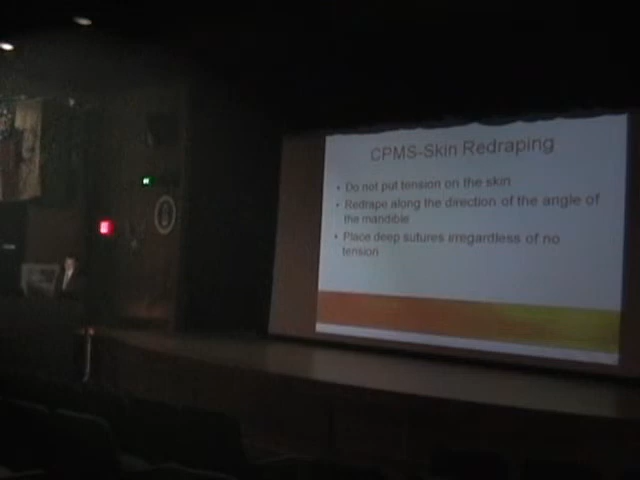 CPMS-Skin Redraping
• Do not put tension on the skin
• Redrape along the direction of the angle of
the mandible
• Place deep sutures irregardless of no
tension